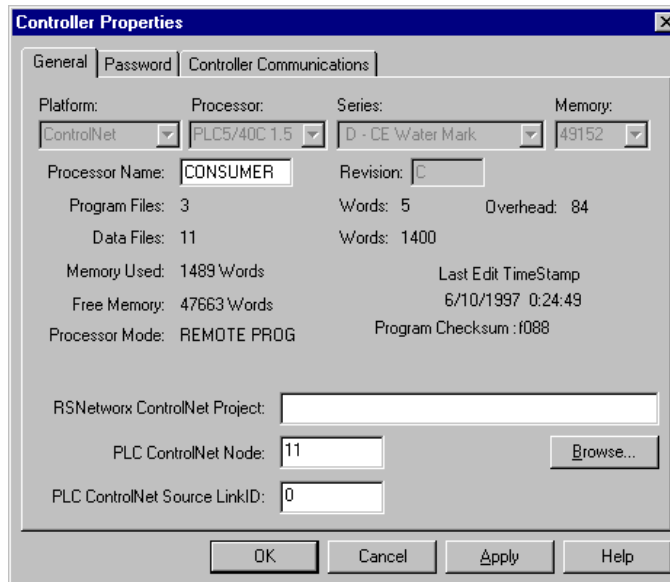 Controller Properties
General Password Controller Communications
Platform: Processor: Series: Memory:
ControlNet PLC5/40C 1.5 D - CE Water Mark 49152
Processor Name: CONSUMER Revision: C
Program Files: 3 Words: 5 Overhead: 84
Data Files: 11 Words: 1400
Memory Used: 1489 Words Last Edit TimeStamp
Free Memory: 47663 Words 6/10/1997 0:24:49
Processor Mode: REMOTE PROG Program Checksum :f088
RSNetworx ControlNet Project:
PLC ControlNet Node: 11 Browse...
PLC ControlNet Source LinkID: 0
OK Cancel Apply Help